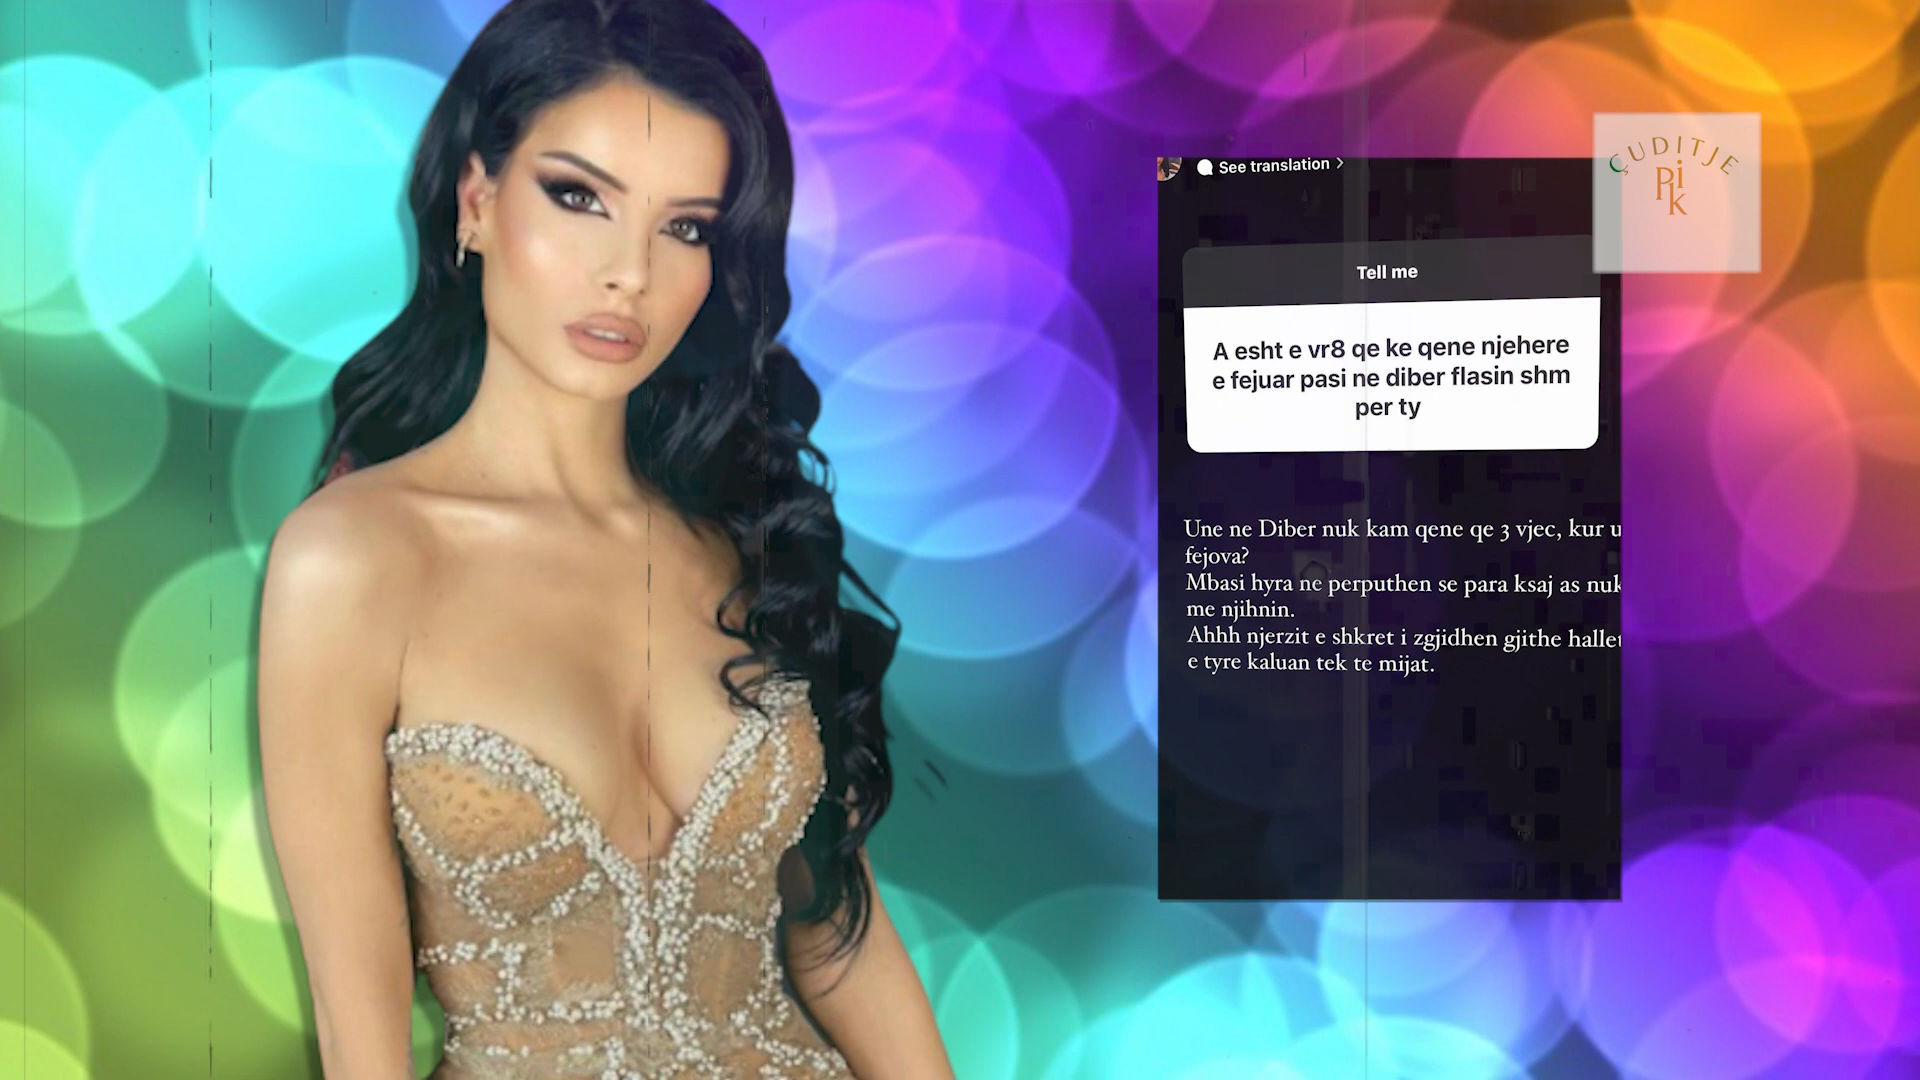 See translation >
ÇUDITJE
Pik
Tell me
A esht e vr8 qe ke qene njehere
e fejuar pasi ne diber flasin shm
per ty
Une ne Diber nuk kam qene qe 3 vjec, kur u
fejova?
Mbasi hyra ne perputhen se para ksaj as nuk
me njihnin.
Ahhh njerzit e shkret i zgjidhen gjithe hallet
e tyre kaluan tek te mijat.